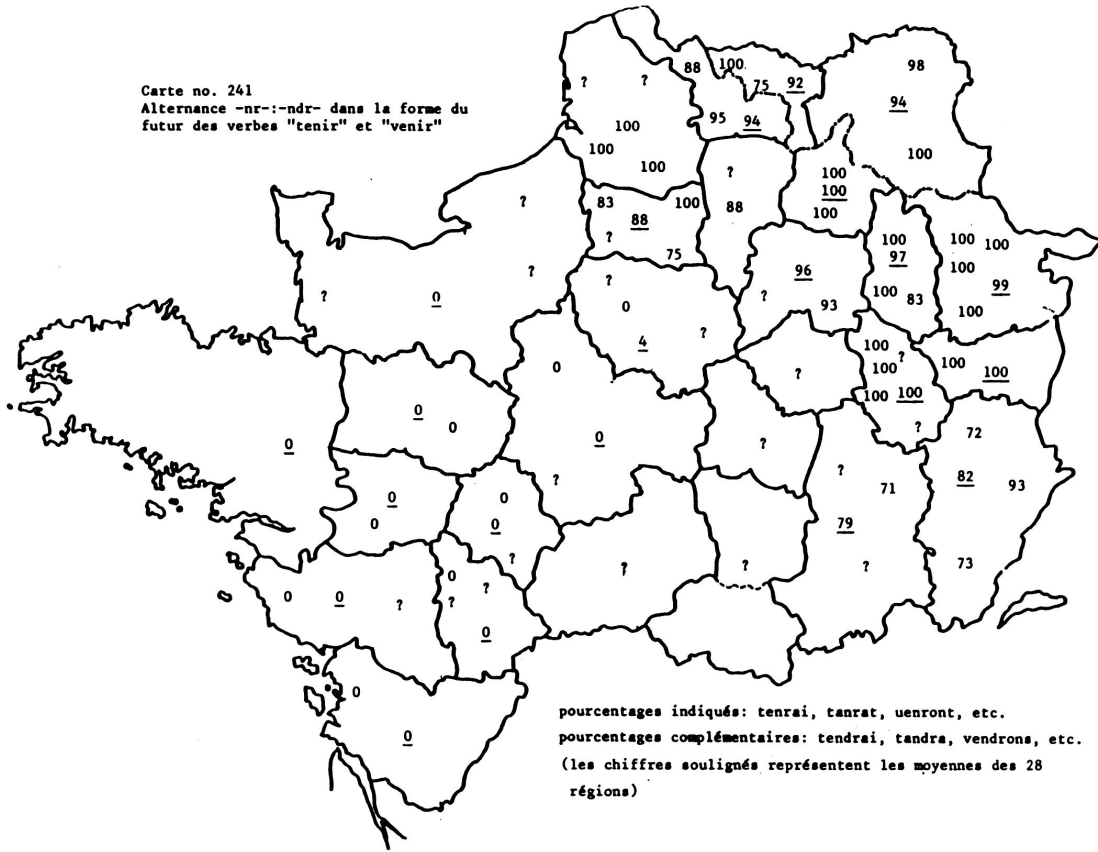 Carte no. 241
Alternance -nr-:-ndr- dans la forme du
futur des verbes "tenir" et "venir"
98
88 100
? ? 75 92
94
95 94
100
100 100
100 ? 100
100 100
83 100 88 100
? 88
? 100 100 100
97
? 75 96 100
? 0 ? 93 100 83 99
? 0 100
4 ? 100
0 100 ? 100 100
? 100
0 100 100
0 ? ? 72
0 0
? 71 82 93
? 0
0 0 79
0
? ? ? ? 73
0 ?
0 0 ? ?
0
0
0
pourcentages indiqués: tenrai, tanrat, uenront, etc.
pourcentages complémentaires: tendrai, tandra, vendrons, etc.
(les chiffres soulignés représentent les moyennes des 28
régions)